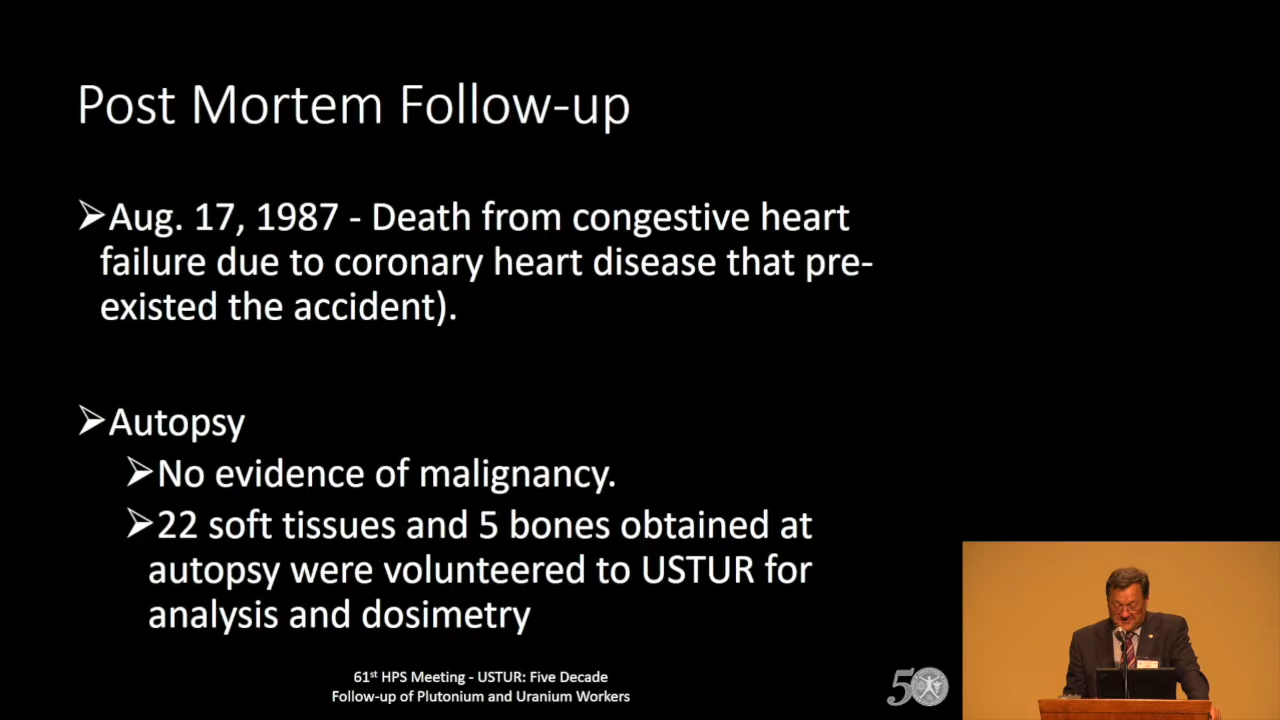 Post Mortem Follow-up
➢Aug. 17, 1987 - Death from congestive heart
failure due to coronary heart disease that pre-
existed the accident).
➢Autopsy
➢No evidence of malignancy.
➢22 soft tissues and 5 bones obtained at
autopsy were volunteered to USTUR for
analysis and dosimetry
61st HPS Meeting - USTUR: Five Decade
Follow-up of Plutonium and Uranium Workers
50